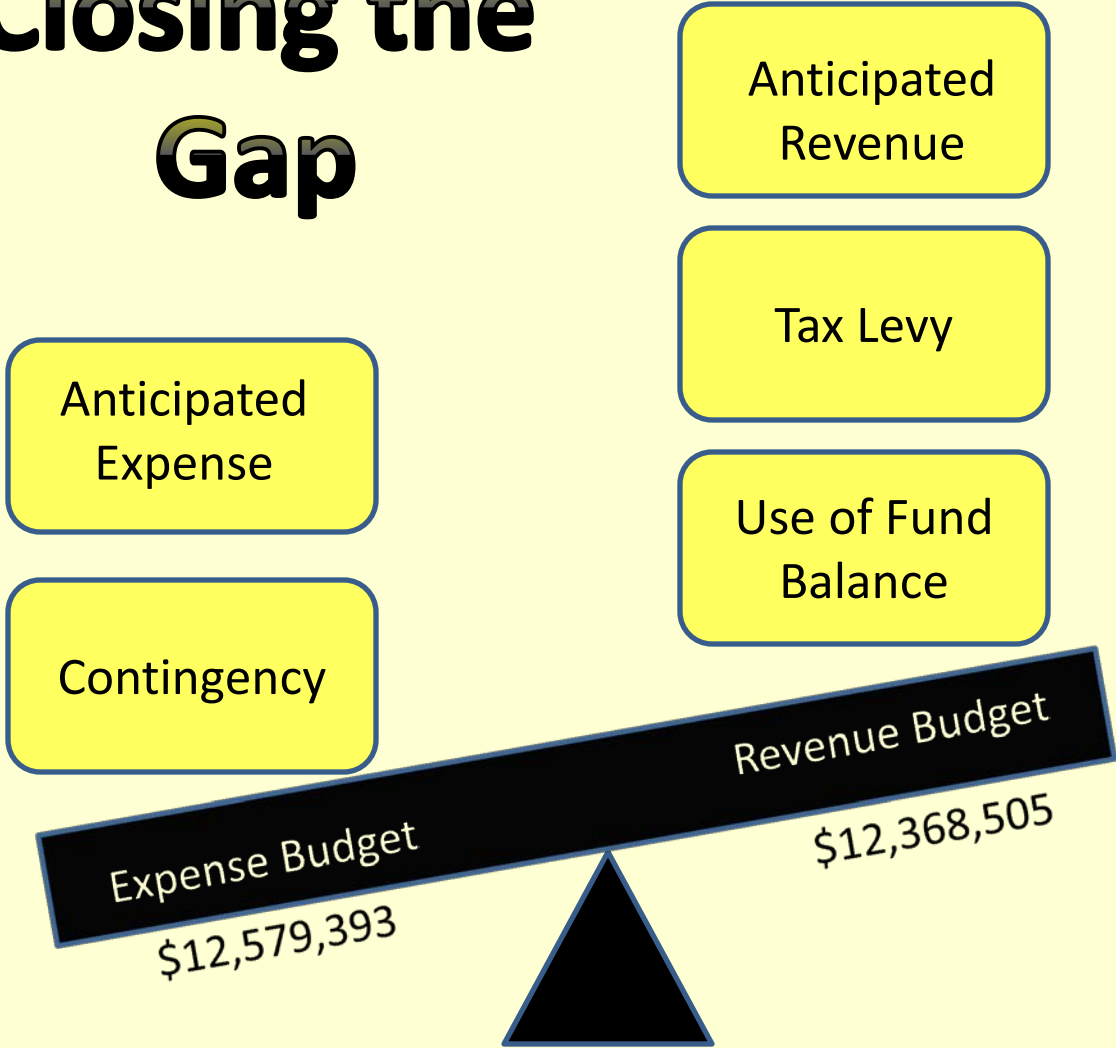 Closing the
Gap
Anticipated
Revenue
Tax Levy
Anticipated
Expense
Use of Fund
Balance
Contingency
Revenue Budget
$12,368,505
Expense Budget
$12,579,393